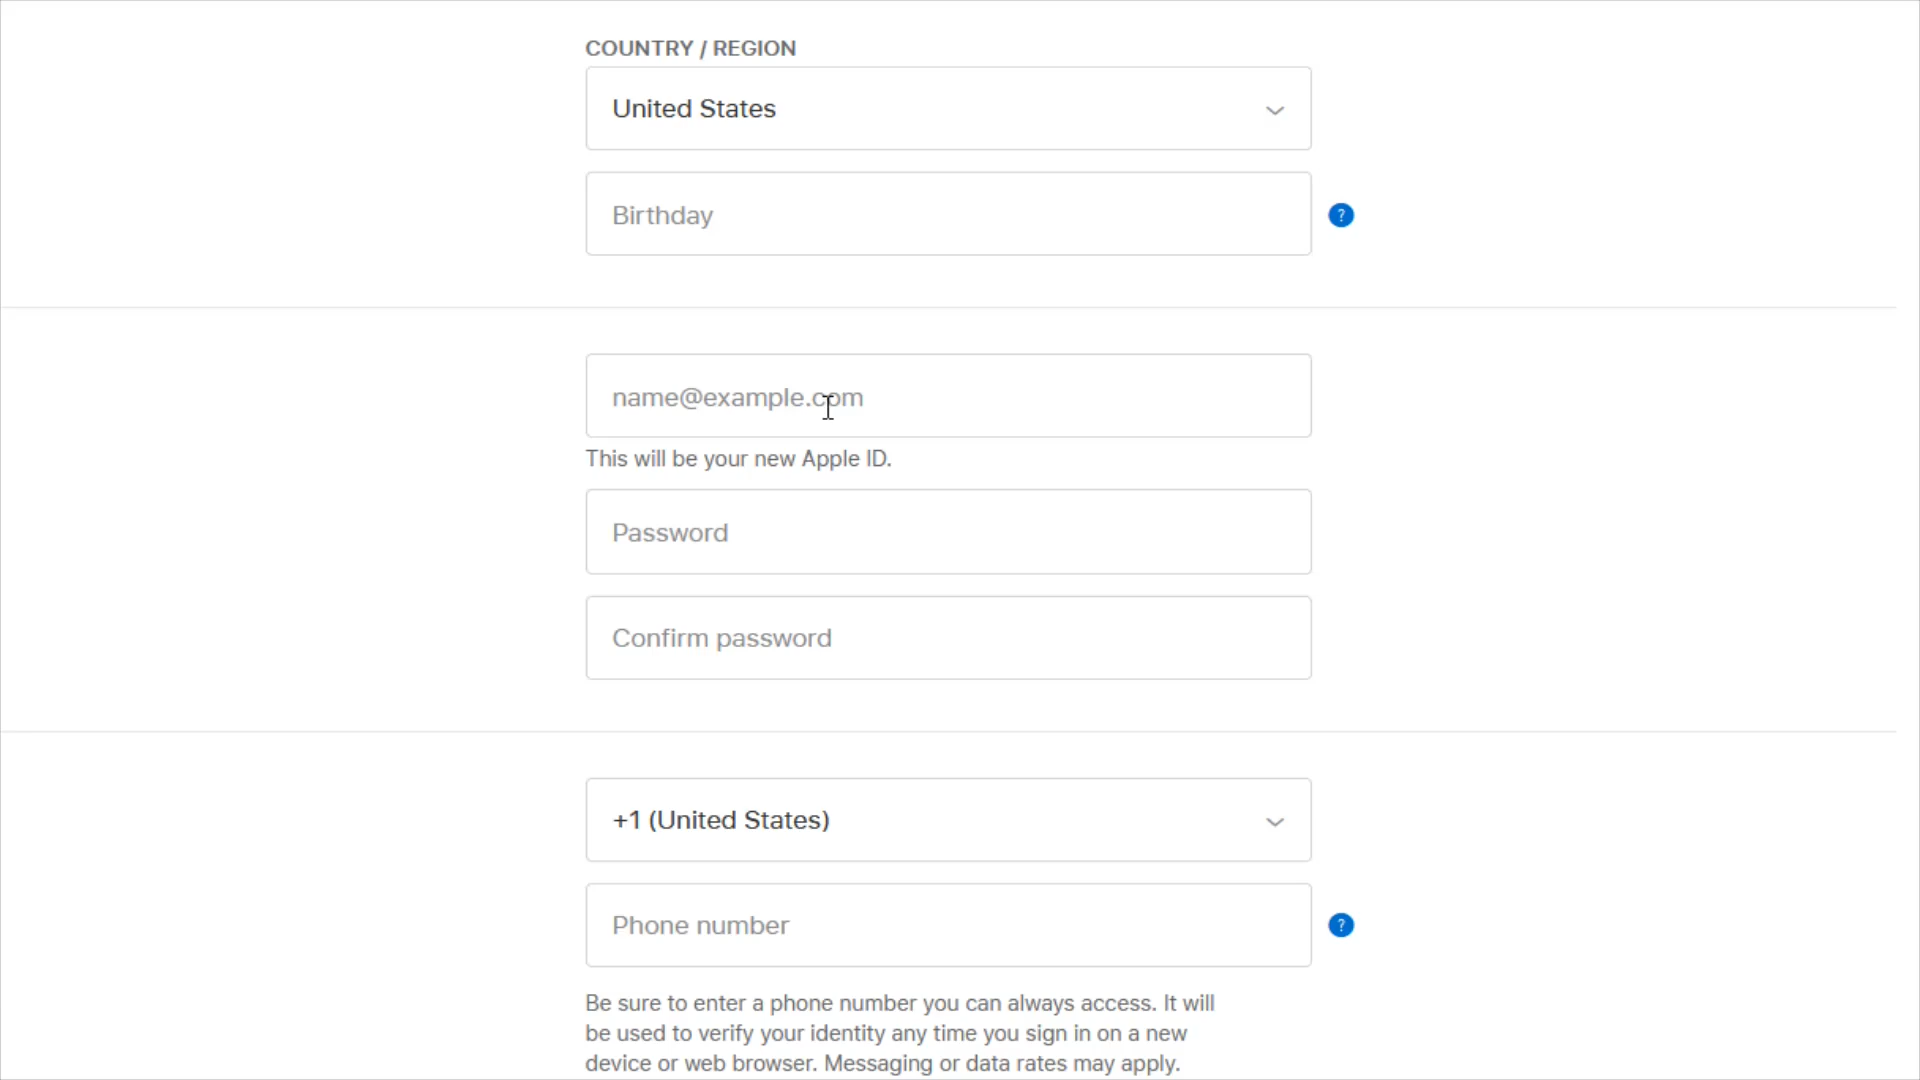 COUNTRY / REGION
United States
Birthday
?
name@example.com
This will be your new Apple ID.
Password
Confirm password
+1 (United States)
Phone number
?
Be sure to enter a phone number you can always access. It will
be used to verify your identity any time you sign in on a new
device or web browser. Messaging or data rates may apply.